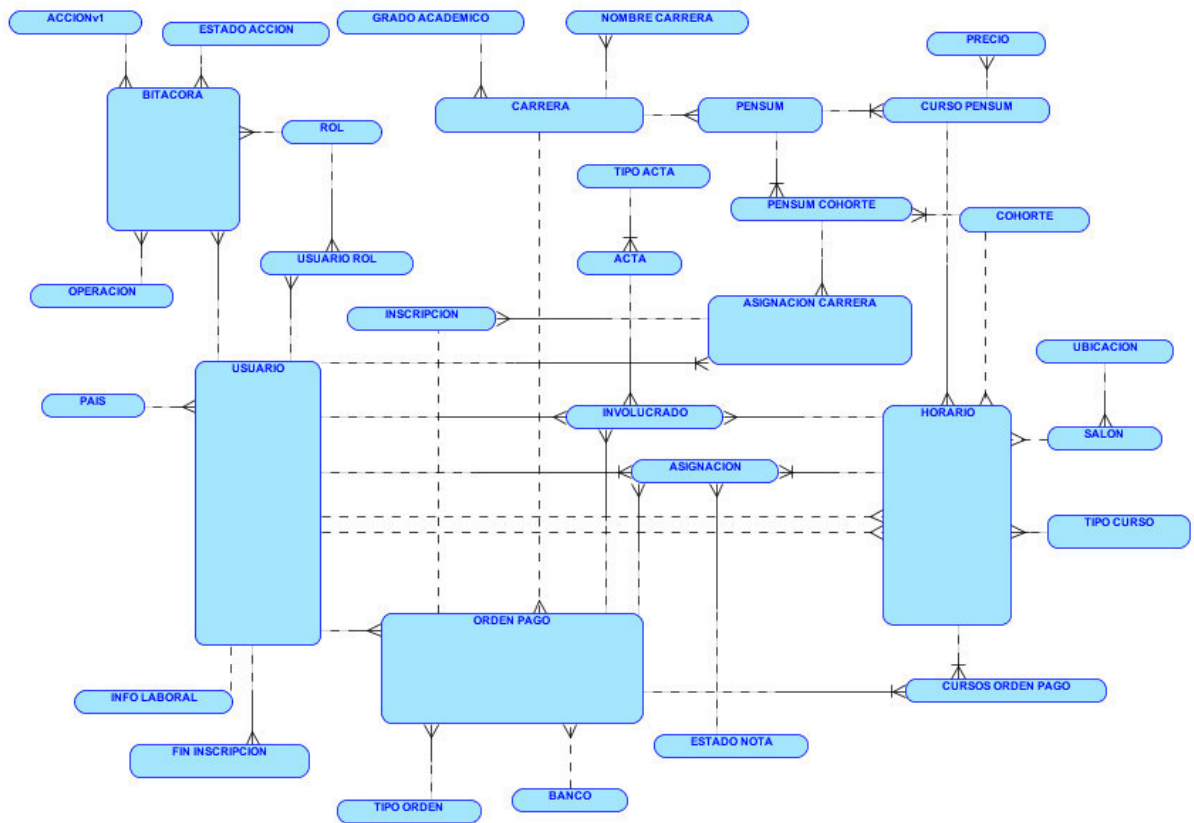 ACCIONv1
ESTADO ACCION
GRADO ACADEMICO
NOMBRE CARRERA
PRECIO
BITACORA
CARRERA
PENSUM
CURSO PENSUM
ROL
TIPO ACTA
PENSUM COHORTE
COHORTE
USUARIO ROL
ACTA
OPERACION
INSCRIPCION
ASIGNACION CARRERA
USUARIO
UBICACION
PAIS
INVOLUCRADO
HORARIO
SALON
ASIGNACION
TIPO CURSO
ORDEN PAGO
INFO LABORAL
CURSOS ORDEN PAGO
FIN INSCRIPCION
ESTADO NOTA
TIPO ORDEN
BANCO